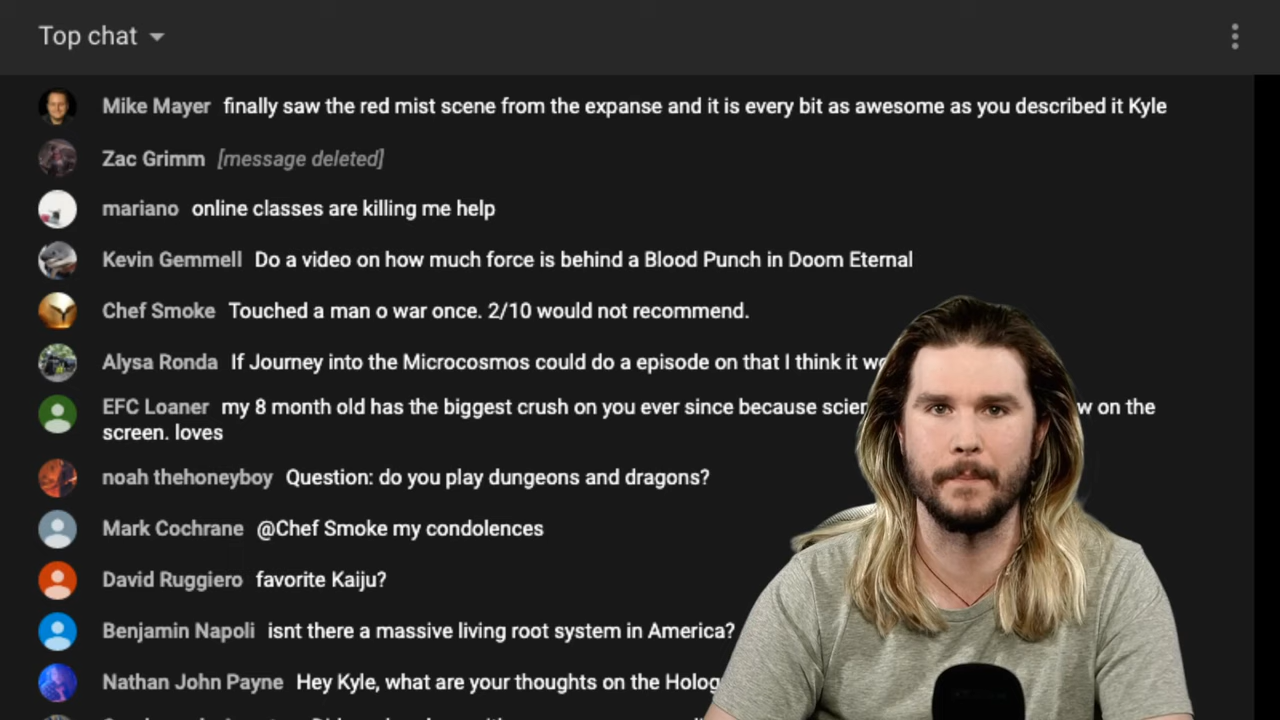 Top chat
Mike Mayer finally saw the red mist scene from the expanse and it is every bit as awesome as you described it Kyle
Zac Grimm [message deleted]
mariano online classes are killing me help
Kevin Gemmell Do a video on how much force is behind a Blood Punch in Doom Eternal
Chef Smoke Touched a man o war once. 2/10 would not recommend.
Alysa Ronda If Journey into the Microcosmos could do a episode on that I think it
EFC Loaner my 8 month old has the biggest crush on you ever since because on the
screen. loves
noah thehoneyboy Question: do you play dungeons and dragons?
Mark Cochrane @Chef Smoke my condolences
David Ruggiero favorite Kaiju?
Benjamin Napoli isnt there a massive living root system in America?
Nathan John Payne Hey Kyle, what are your thoughts on the